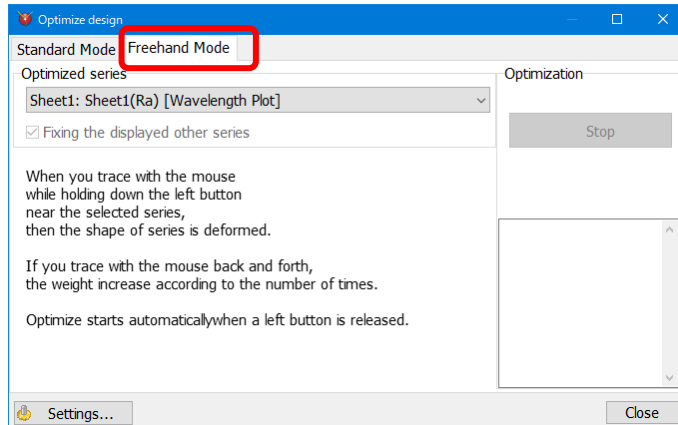 Optimize design
Standard Mode
Freehand Mode
Optimized series
Sheet1: Sheet1(Ra) [Wavelength Plot]
Fixing the displayed other series
When you trace with the mouse
while holding down the left button
near the selected series,
then the shape of series is deformed.
If you trace with the mouse back and forth,
the weight increase according to the number of times.
Optimize starts automaticallywhen a left button is released.
Optimization
Stop
Settings...
Close